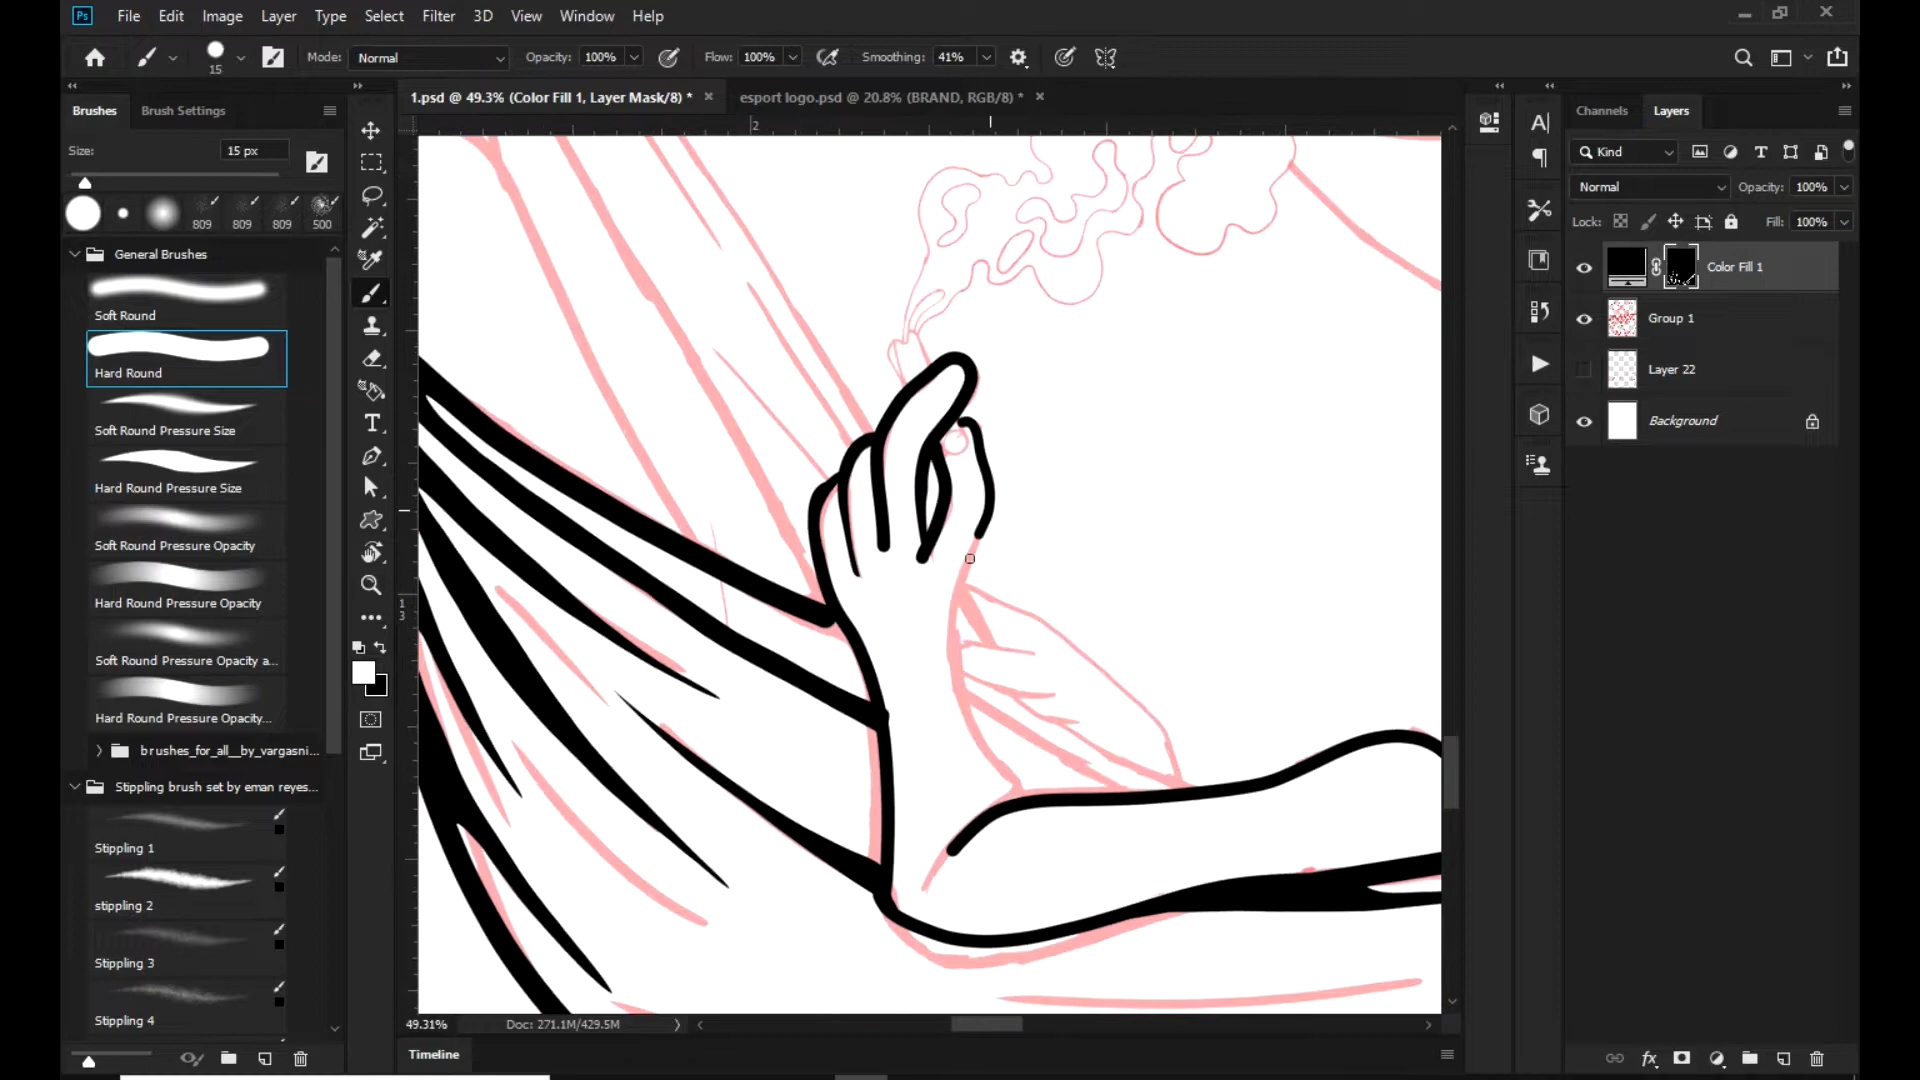 Ps File Edit Image Layer Type Select Filter 3D View Window Help
15 Mode: Normal Opacity: 100% Flow: 100% Smoothing: 41%
Brushes Brush Settings
1.psd @ 49.3% (Color Fill 1, Layer Mask/8) *
esport logo.psd @ 20.8% (BRAND, RGB/8) *
Channels Layers
Size: 15 px
809 809 809 500
General Brushes
Soft Round
Hard Round
Soft Round Pressure Size
Hard Round Pressure Size
Soft Round Pressure Opacity
Hard Round Pressure Opacity
Soft Round Pressure Opacity a...
Hard Round Pressure Opacity...
brushes_for_all__by_vargasni...
Stippling brush set by eman reyes...
Stippling 1
stippling 2
Stippling 3
Stippling 4
2
1
3
Kind
Normal Opacity: 100%
Lock: Fill: 100%
Color Fill 1
Group 1
Layer 22
Background
49.31% Doc: 271.1M/429.5M
Timeline
fx